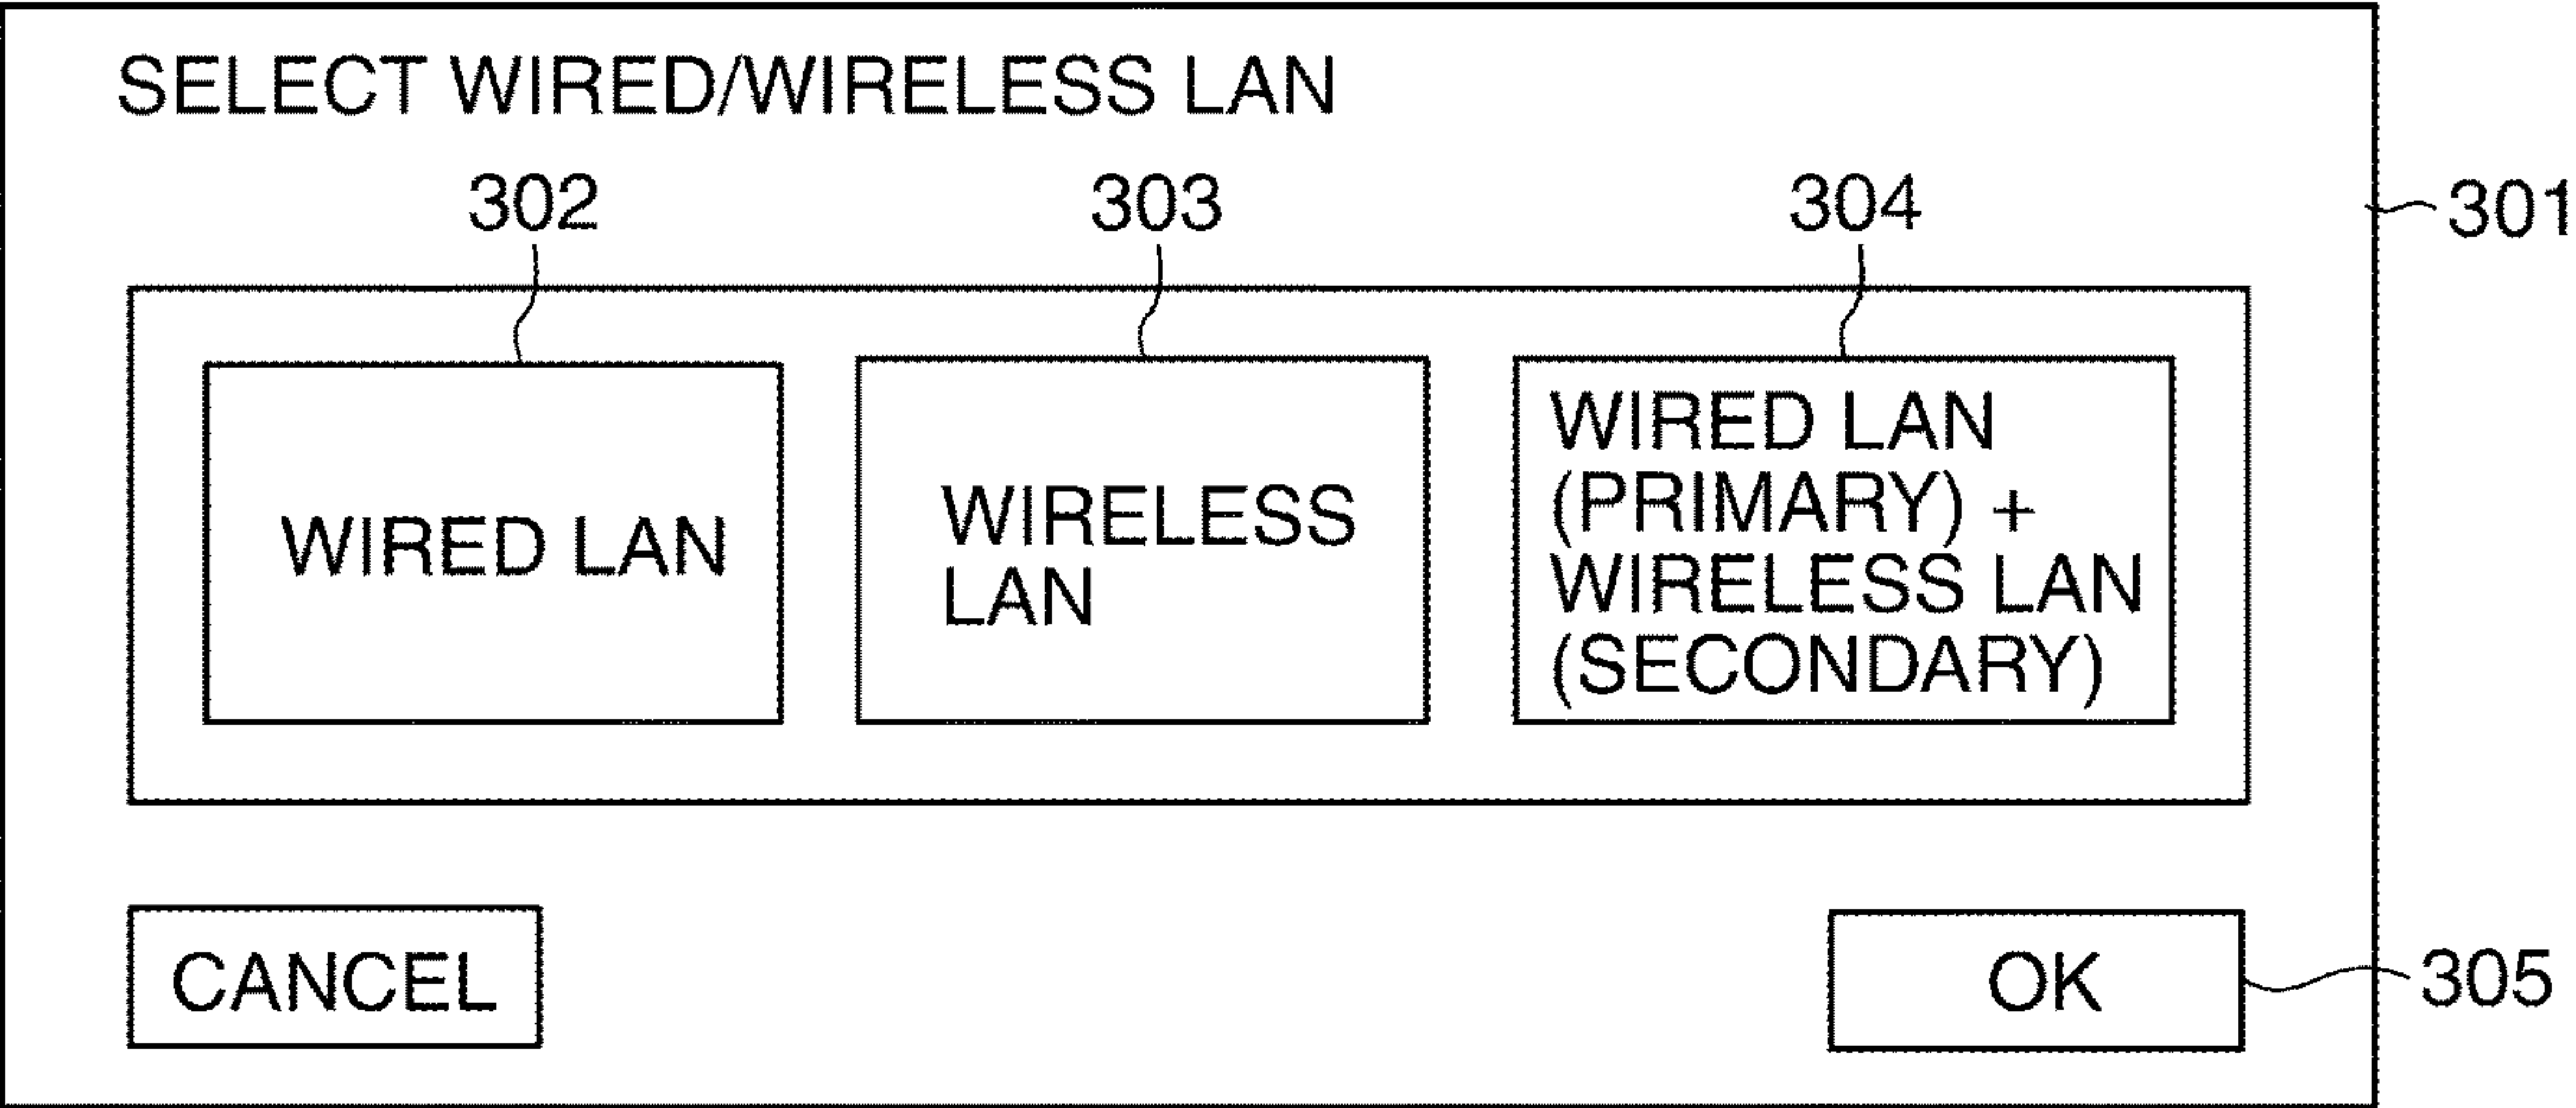 SELECT WIRED/WIRELESS LAN
302
303
304
301
WIRED LAN
WIRELESS
LAN
WIRED LAN
(PRIMARY) +
WIRELESS LAN
(SECONDARY)
CANCEL
OK
305